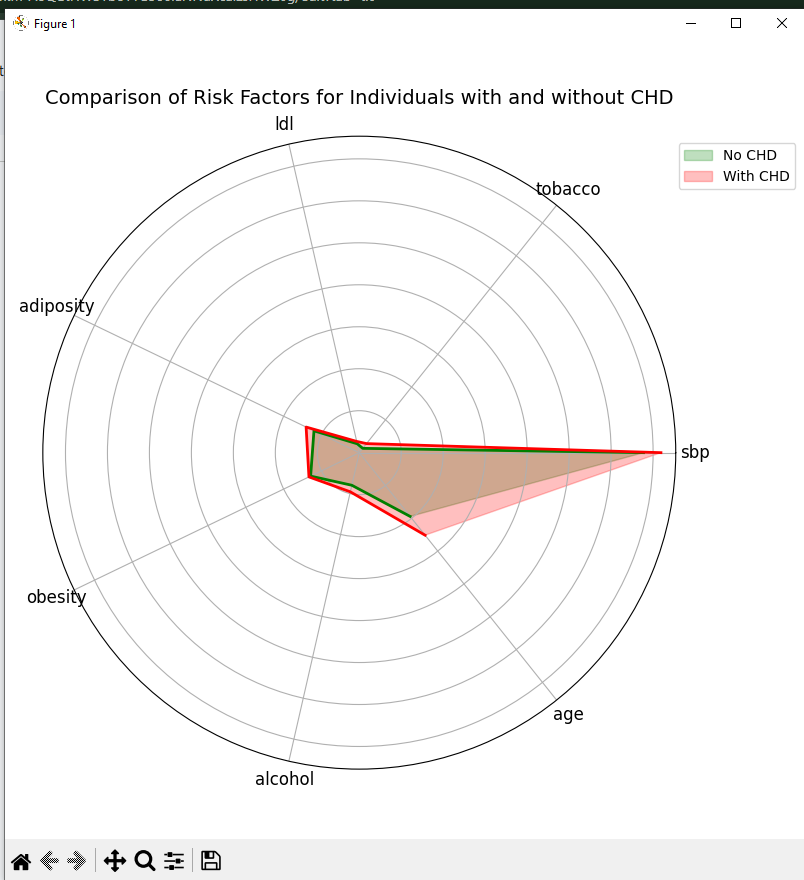 Figure 1
Comparison of Risk Factors for Individuals with and without CHD
ldl
No CHD
With CHD
tobacco
adiposity
sbp
obesity
age
alcohol